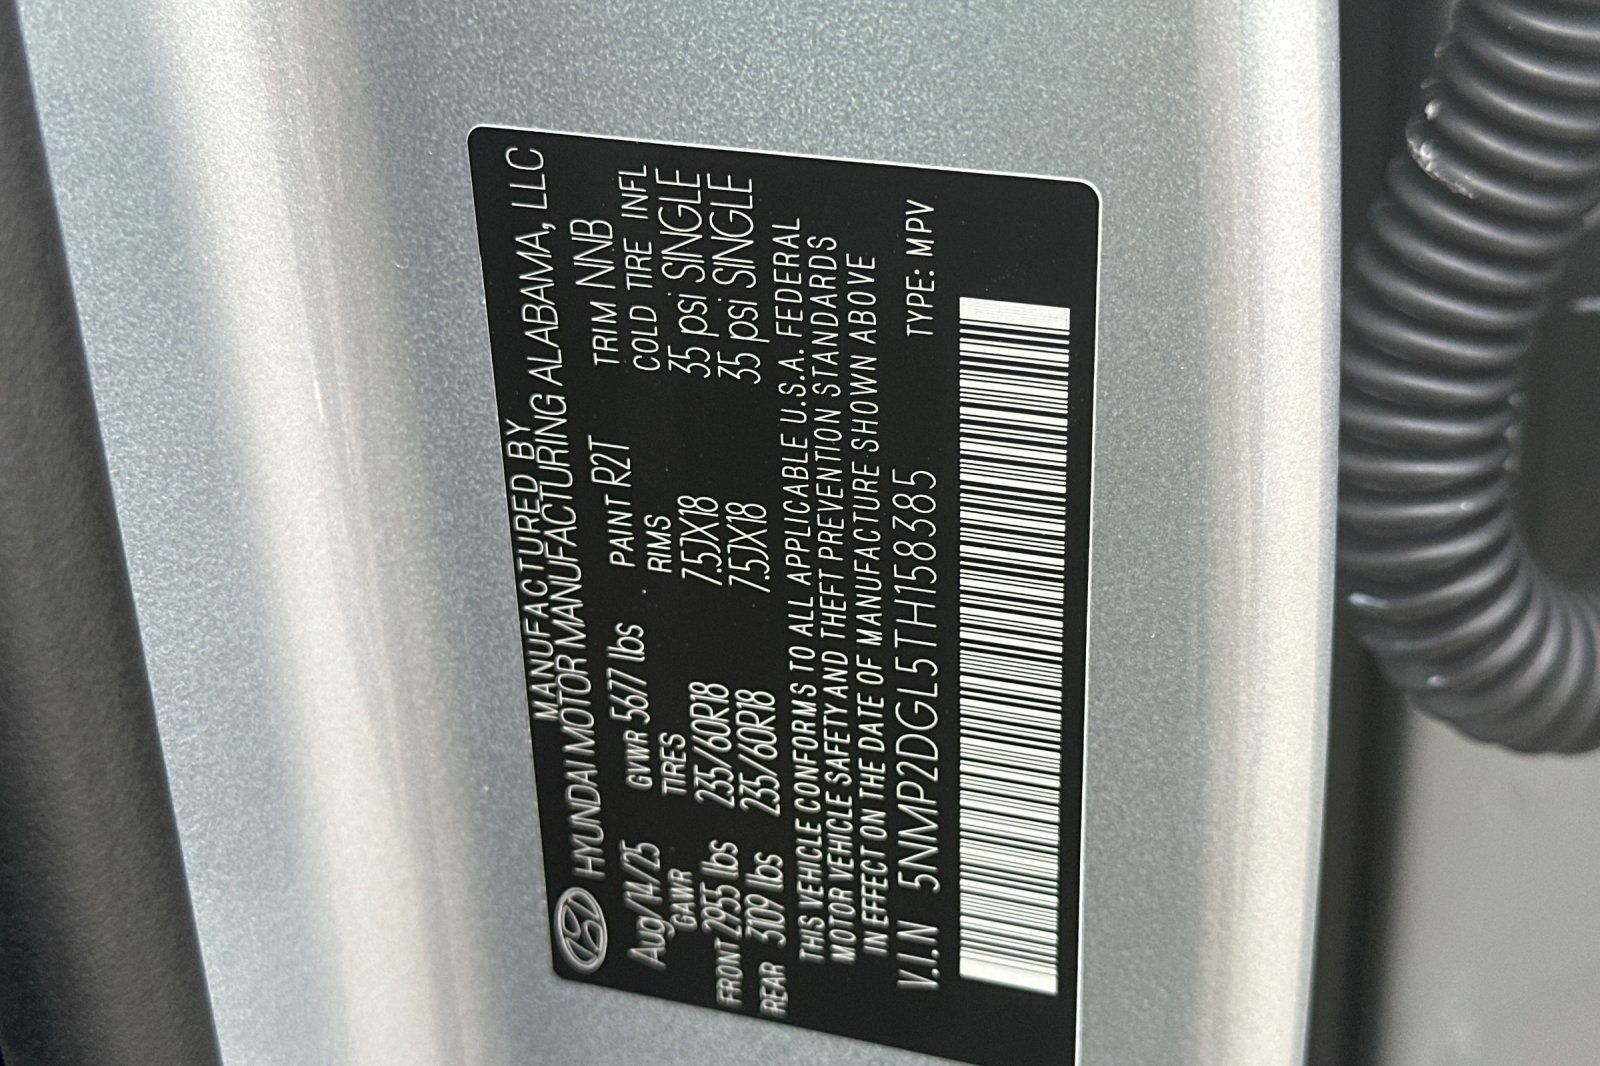 MANUFACTURED BY
HYUNDAI MOTOR MANUFACTURING ALABAMA, LLC
Aug/14/25 GVWR 5677 lbs PAINT R2T TRIM NNB
GAWR TIRES RIMS COLD TIRE INFL
FRONT 2955 lbs 235/60R18 7.5JX18 35 psi SINGLE
REAR 3109 lbs 235/60R18 7.5JX18 35 psi SINGLE
THIS VEHICLE CONFORMS TO ALL APPLICABLE U.S.A. FEDERAL
MOTOR VEHICLE SAFETY AND THEFT PREVENTION STANDARDS
IN EFFECT ON THE DATE OF MANUFACTURE SHOWN ABOVE
V.I.N 5NMP2DGL5TH158385 TYPE: MPV